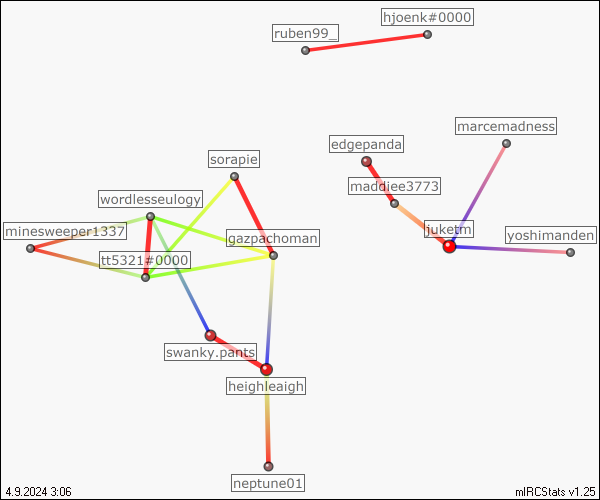 hjoenk#0000
ruben99_
marcemadness
edgepanda
sorapie
maddiee3773
wordlesseulogy
minesweeper1337
gazpachoman
juketm
yoshimanden
tt5321#0000
swanky.pants
heighleaigh
neptune01
4.9.2024 3:06
mIRCStats v1.25